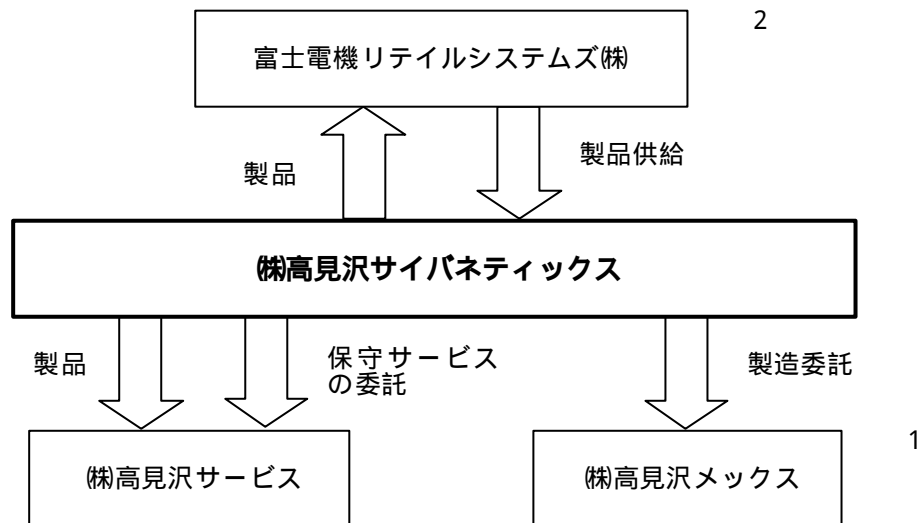 2
富士電機リテイルシステムズ㈱
製品
製品供給
㈱高見沢サイバネティックス
製品
保守サービス
の委託
製造委託
㈱高見沢サービス
㈱高見沢メックス
1